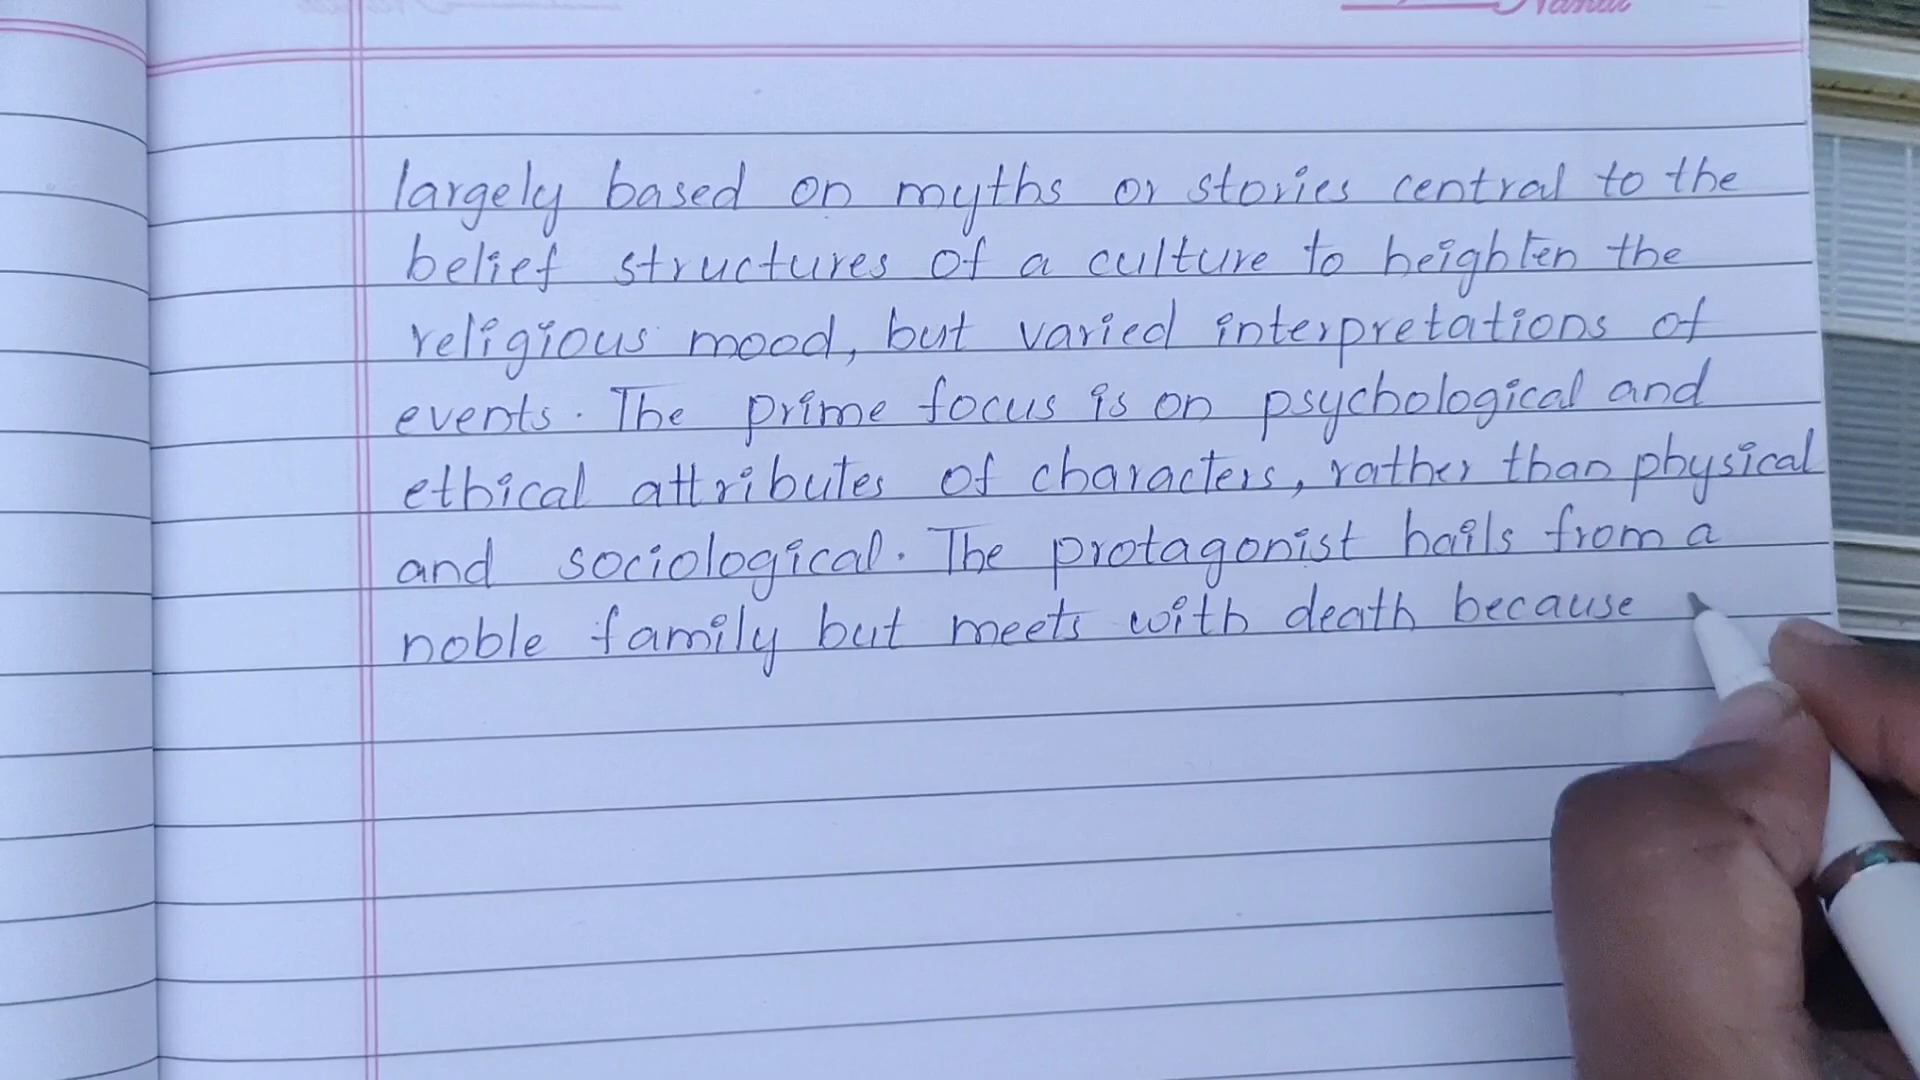 largely based on myths or stories central to the
belief structures of a culture to heighten the
religious mood, but varied interpretations of
events. The prime focus is on psychological and
ethical attributes of characters, rather than physical
and sociological. The protagonist hails from a
noble family but meets with death because